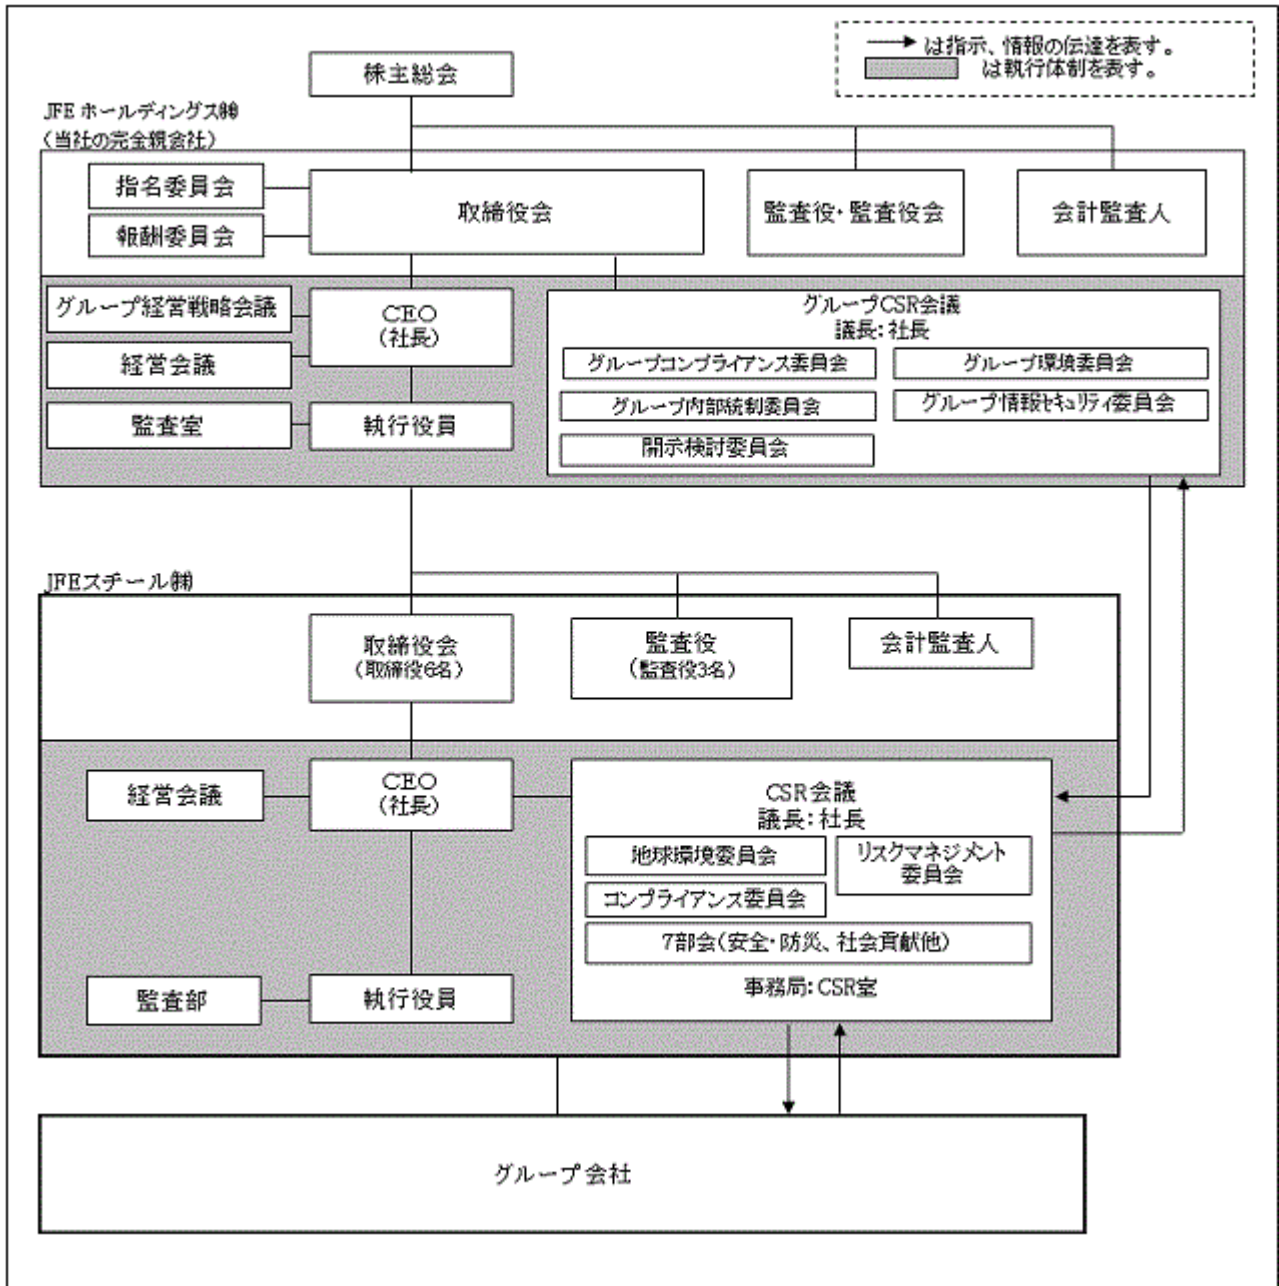 は指示、情報の伝達を表す。
は執行体制を表す。
株主総会
JFE ホールディングス㈱
（当社の完全親会社）
指名委員会
報酬委員会
取締役会
監査役・監査役会
会計監査人
グループ経営戦略会議
経営会議
監査室
CEO
（社長）
執行役員
グループCSR会議
議長：社長
グループコンプライアンス委員会
グループ環境委員会
グループ内部統制委員会
グループ情報セキュリティ委員会
開示検討委員会
JFEスチール㈱
取締役会
（取締役6名）
監査役
（監査役3名）
会計監査人
経営会議
CEO
（社長）
監査部
執行役員
CSR会議
議長：社長
地球環境委員会
リスクマネジメント
委員会
コンプライアンス委員会
7部会（安全・防災、社会貢献他）
事務局：CSR室
グループ会社